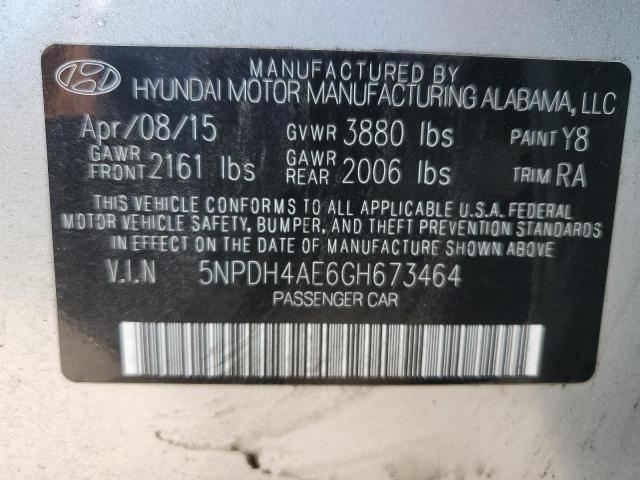 MANUFACTURED BY
HYUNDAI MOTOR MANUFACTURING ALABAMA, LLC
Apr/08/15 GVWR 3880 lbs PAINT Y8
GAWR FRONT 2161 lbs GAWR REAR 2006 lbs TRIM RA
THIS VEHICLE CONFORMS TO ALL APPLICABLE U.S.A. FEDERAL
MOTOR VEHICLE SAFETY, BUMPER, AND THEFT PREVENTION STANDARDS
IN EFFECT ON THE DATE OF MANUFACTURE SHOWN ABOVE.
V.I.N 5NPDH4AE6GH673464
PASSENGER CAR